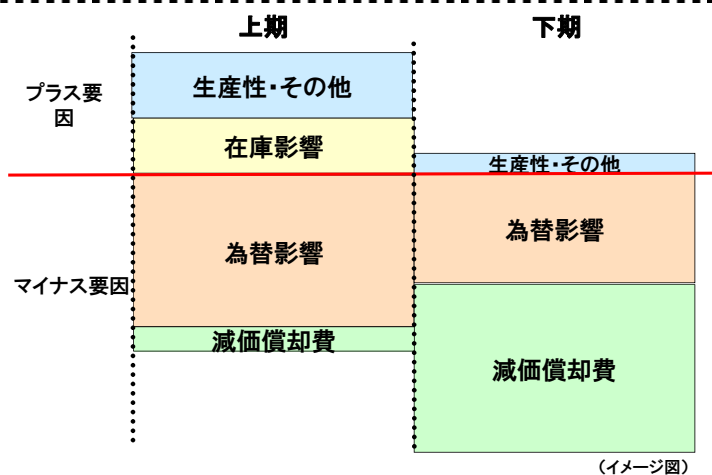 上期
下期
プラス要
因
生産性・その他
在庫影響
生産性・その他
為替影響
為替影響
マイナス要因
減価償却費
減価償却費
(イメージ図)